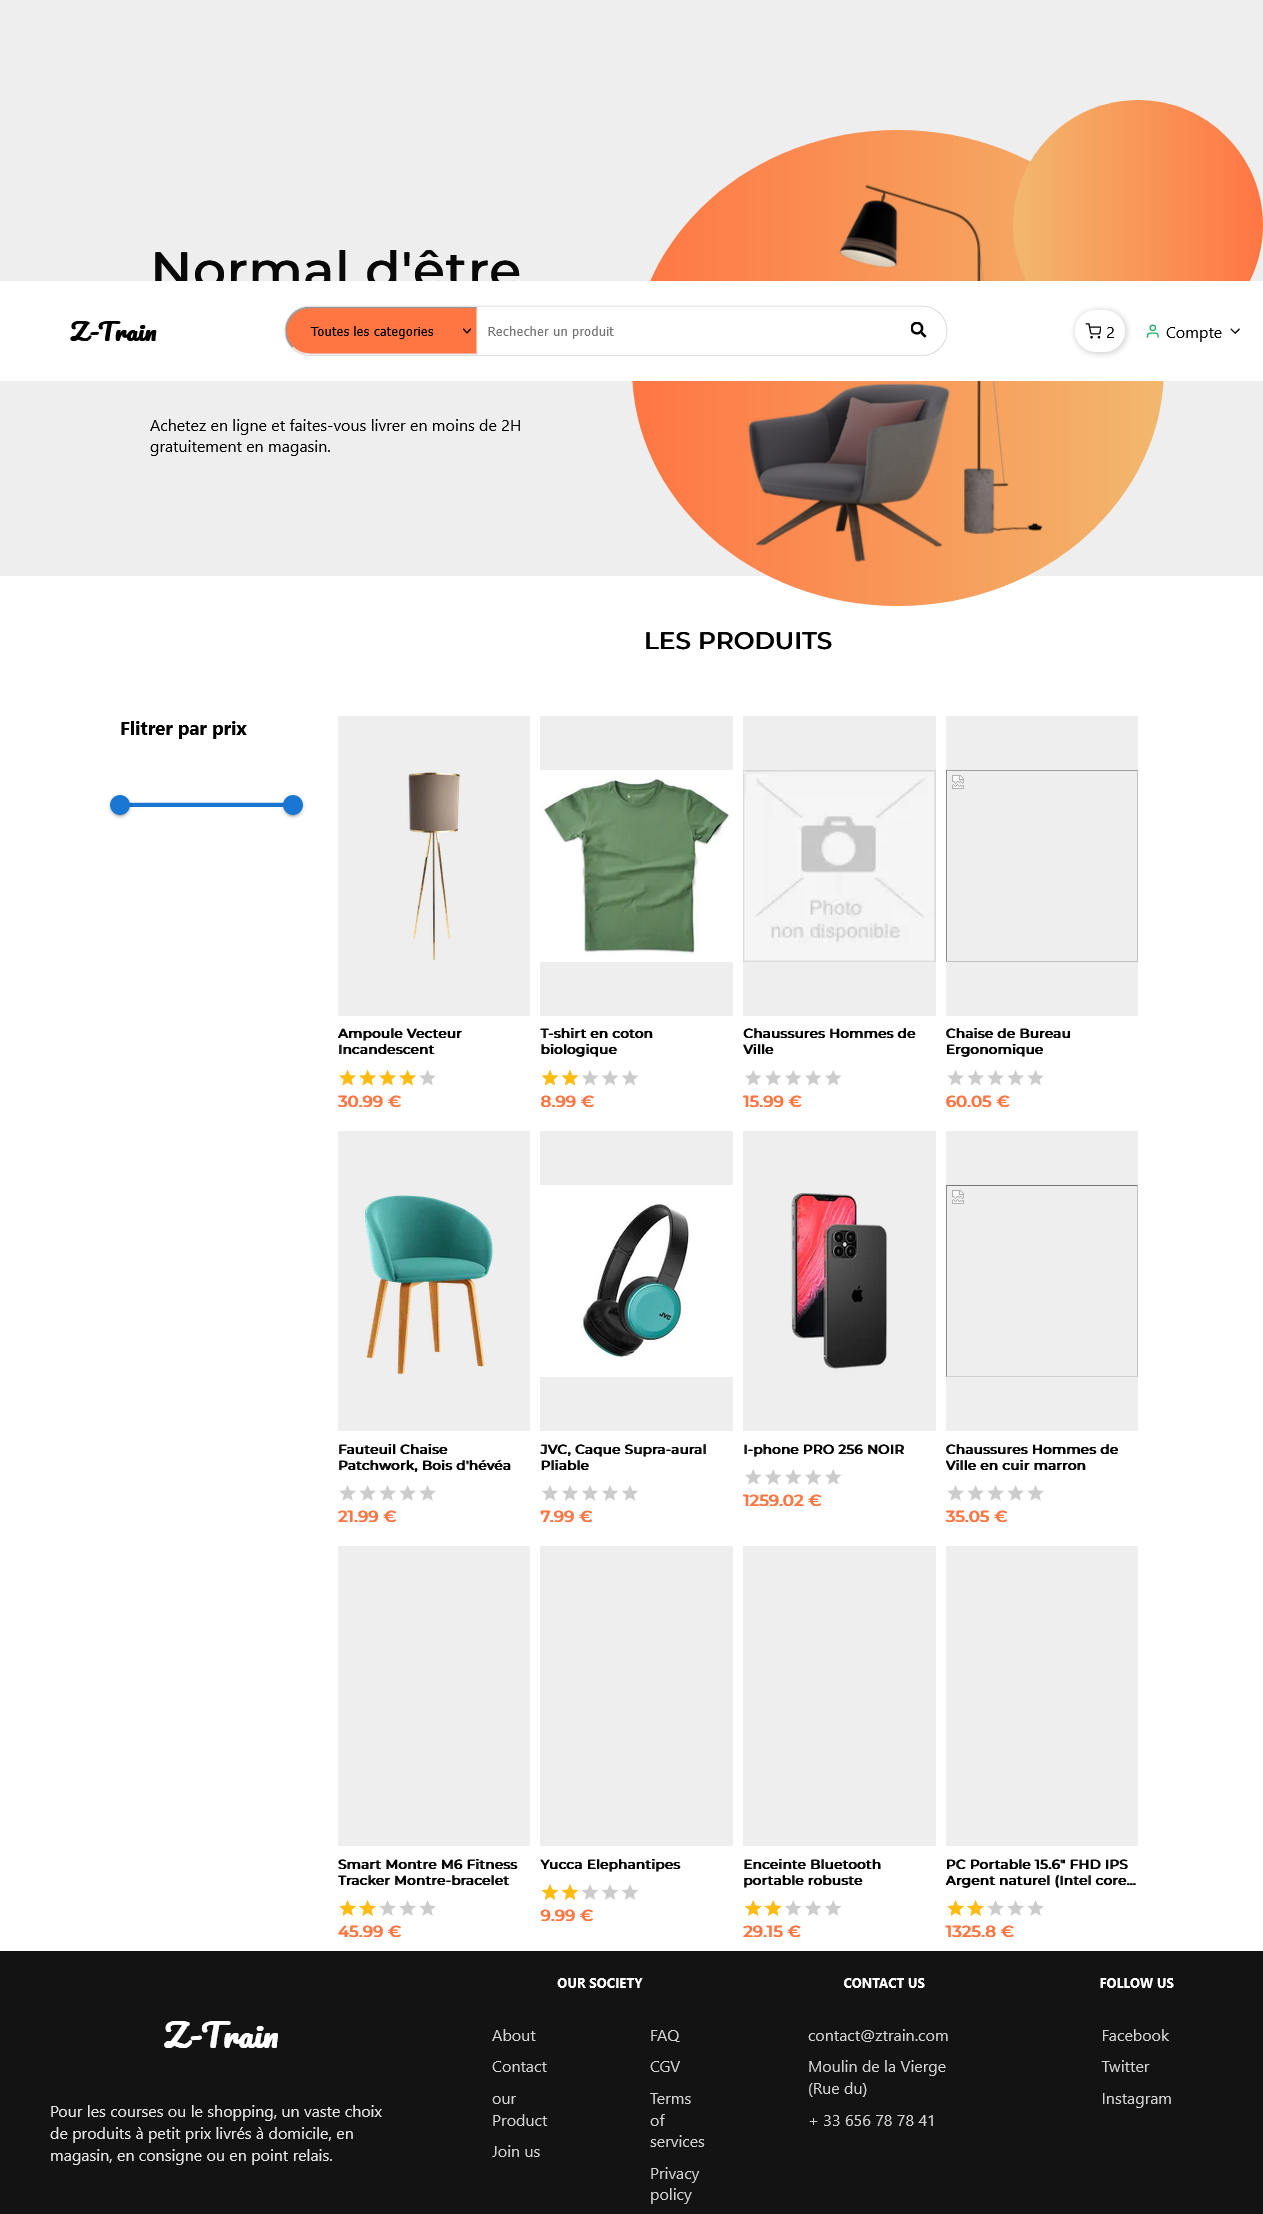 Normal d'être
Z-Train
Toutes les categories
Rechecher un produit
2
Compte
Achetez en ligne et faites-vous livrer en moins de 2H
gratuitement en magasin.
LES PRODUITS
Flitrer par prix
Photo
non disponible
Ampoule Vecteur
Incandescent
30.99 €
T-shirt en coton
biologique
8.99 €
Chaussures Hommes de
Ville
15.99 €
Chaise de Bureau
Ergonomique
60.05 €
JVC
Fauteuil Chaise
Patchwork, Bois d'hévéa
21.99 €
JVC, Caque Supra-aural
Pliable
7.99 €
I-phone PRO 256 NOIR
1259.02 €
Chaussures Hommes de
Ville en cuir marron
35.05 €
Smart Montre M6 Fitness
Tracker Montre-bracelet
45.99 €
Yucca Elephantipes
9.99 €
Enceinte Bluetooth
portable robuste
29.15 €
PC Portable 15.6" FHD IPS
Argent naturel (Intel core...
1325.8 €
Z-Train
Pour les courses ou le shopping, un vaste choix
de produits à petit prix livrés à domicile, en
magasin, en consigne ou en point relais.
OUR SOCIETY
About
Contact
our
Product
Join us
FAQ
CGV
Terms
of
services
Privacy
policy
CONTACT US
contact@ztrain.com
Moulin de la Vierge
(Rue du)
+ 33 656 78 78 41
FOLLOW US
Facebook
Twitter
Instagram